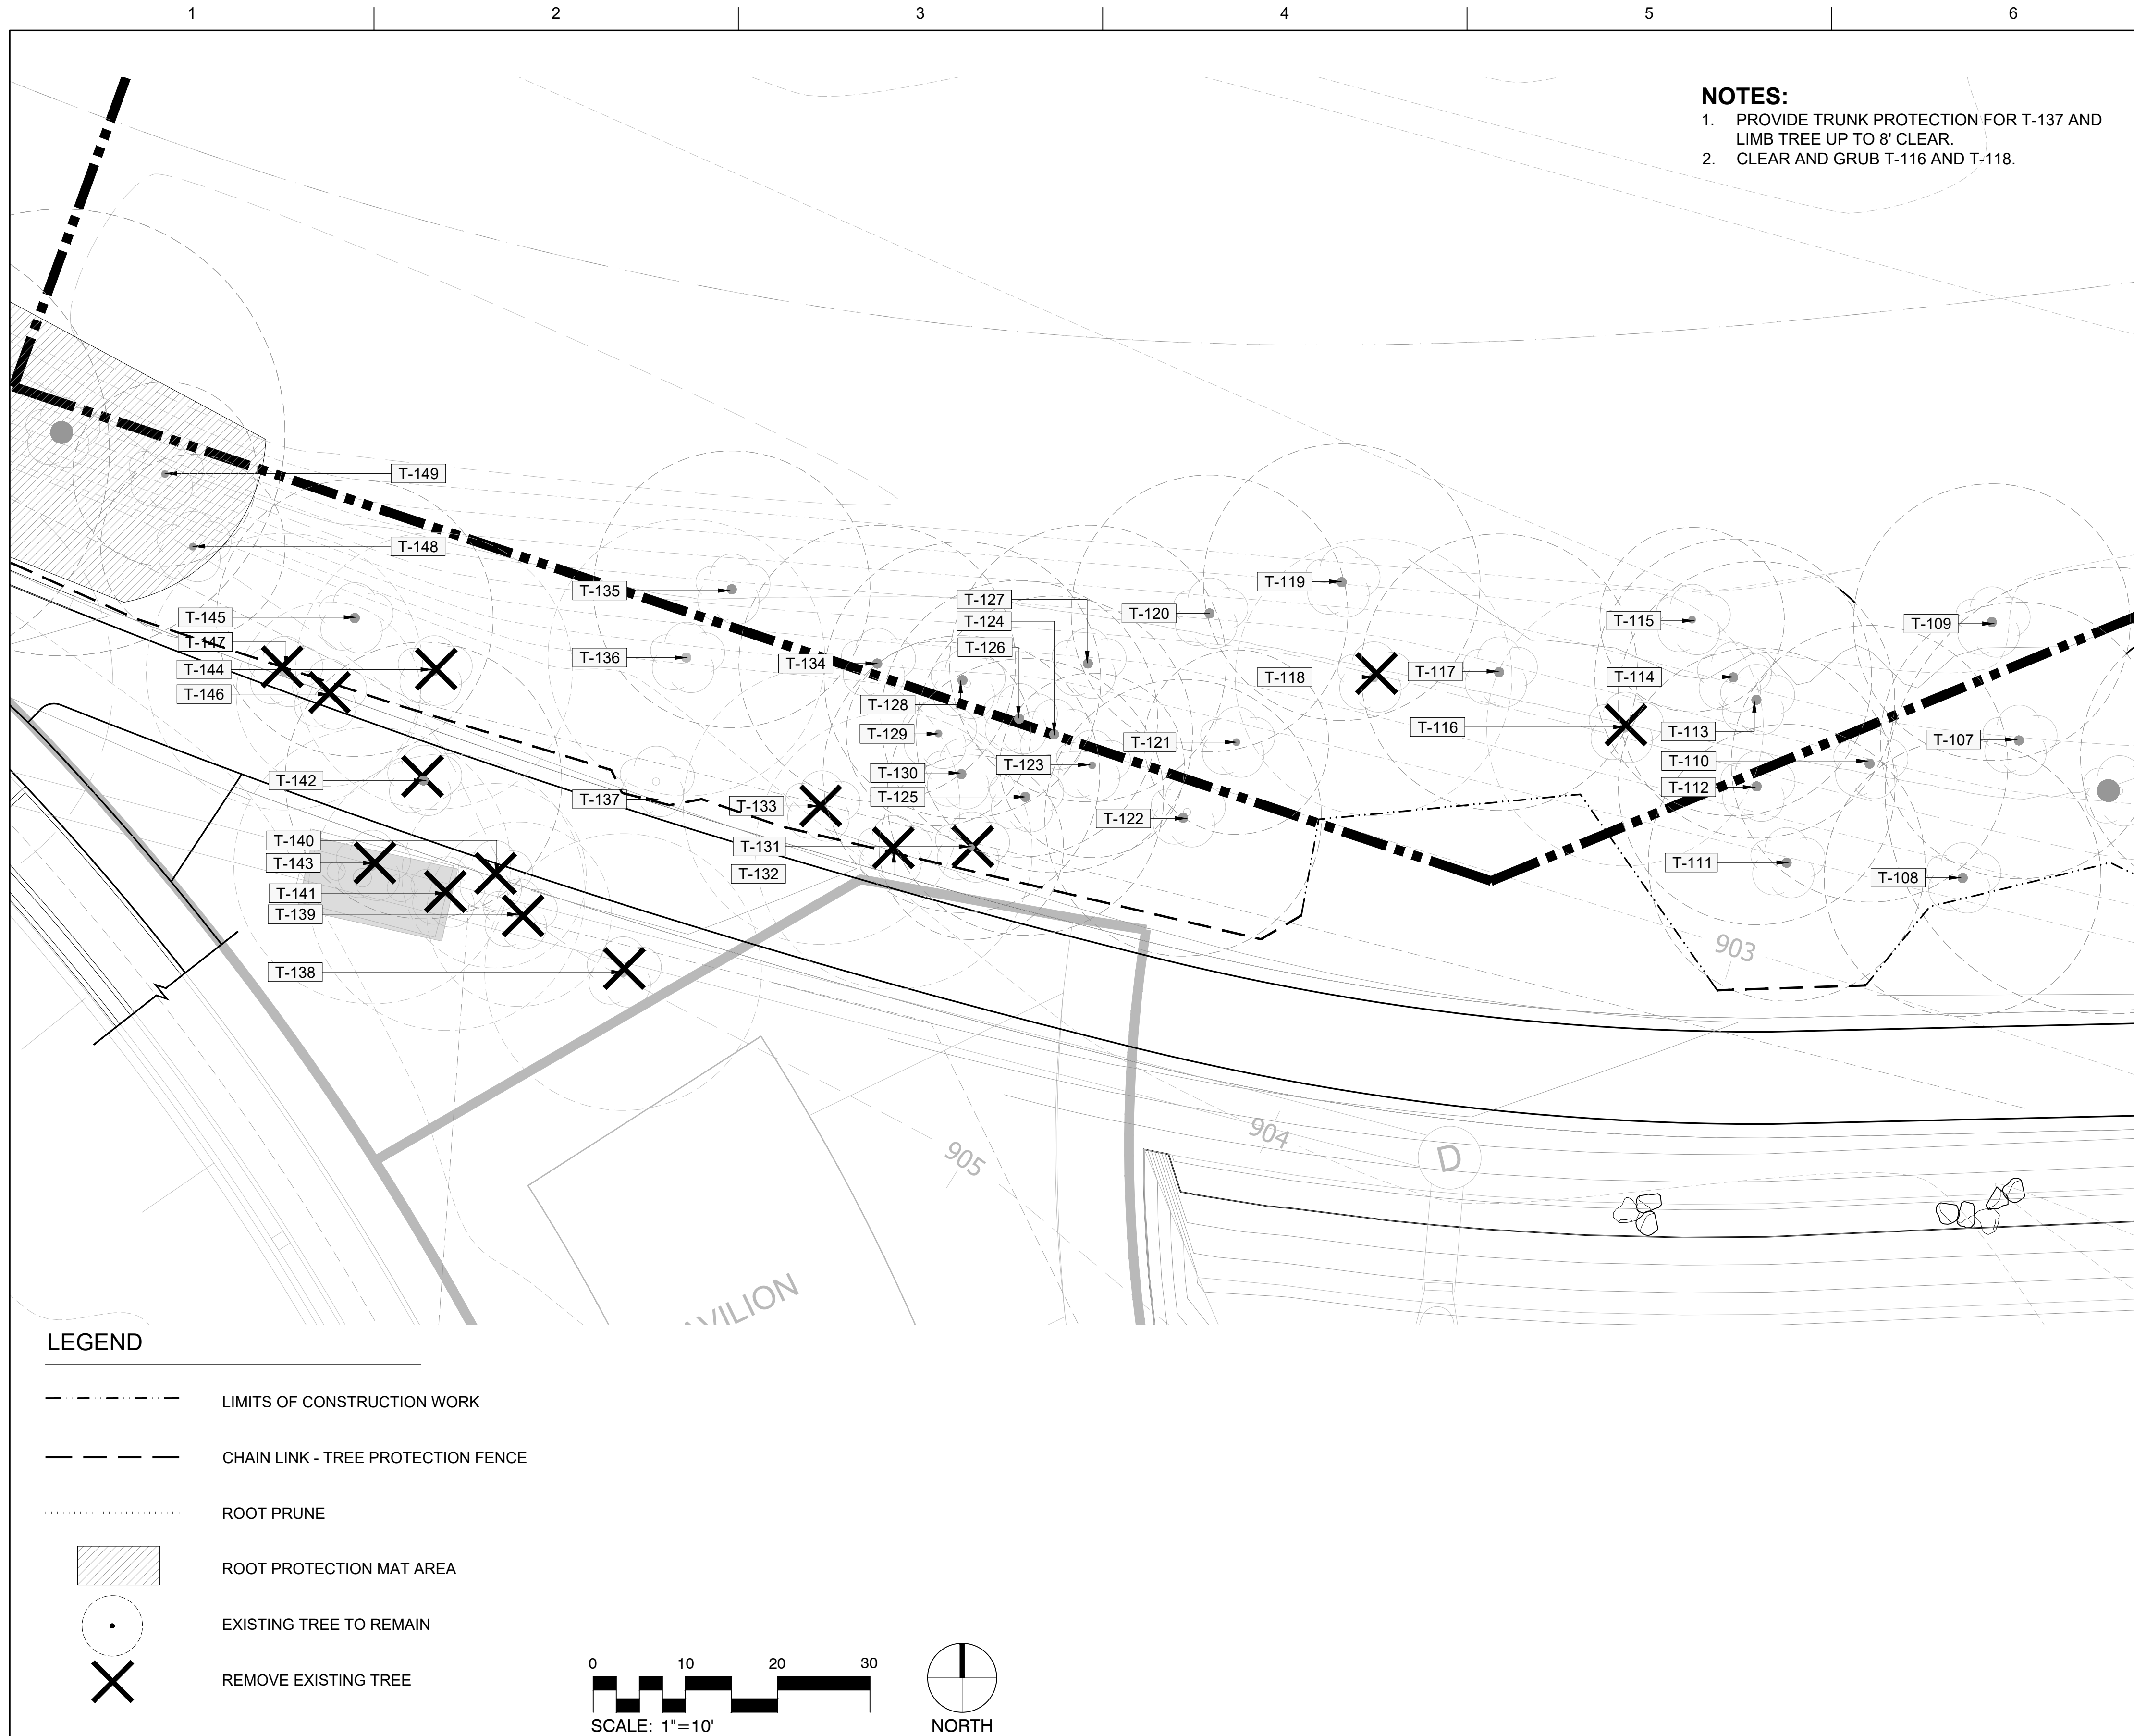 1 2 3 4 5 6
NOTES:
1. PROVIDE TRUNK PROTECTION FOR T-137 AND
LIMB TREE UP TO 8' CLEAR.
2. CLEAR AND GRUB T-116 AND T-118.
T-149
T-148
T-145
T-147
T-144
T-146
T-142
T-140
T-143
T-141
T-139
T-138
T-135
T-136
T-137
T-134
T-133
T-131
T-132
T-127
T-124
T-126
T-128
T-129
T-130
T-125
T-123
T-120
T-121
T-122
T-119
T-118
T-117
T-116
T-115
T-114
T-113
T-110
T-112
T-111
T-109
T-107
T-108
903
904
905
D
AVILION
LEGEND
LIMITS OF CONSTRUCTION WORK
CHAIN LINK - TREE PROTECTION FENCE
ROOT PRUNE
ROOT PROTECTION MAT AREA
EXISTING TREE TO REMAIN
REMOVE EXISTING TREE
0 10 20 30
SCALE: 1"=10'
NORTH